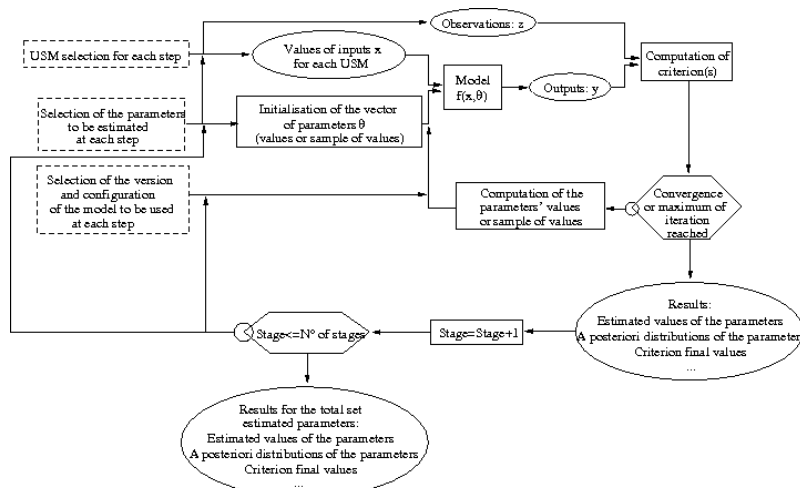 Observations: z
USM selection for each step
Values of inputs x
for each USM
Computation of
criterion(s)
Model
f(x,θ)
Outputs: y
Selection of the parameters
to be estimated
at each step
Initialisation of the vector
of parameters θ
(values or sample of values)
Selection of the version
and configuration
of the model to be used
at each step
Computation of the
parameters' values
or sample of values
Convergence
or maximum of
iteration
reached
Results:
Estimated values of the parameters
A posteriori distributions of the parameter
Criterion final values
...
Stage=Stage+1
Stage<=N° of stages
Results for the total set
estimated parameters:
Estimated values of the parameters
A posteriori distributions of the parameters
Criterion final values
...